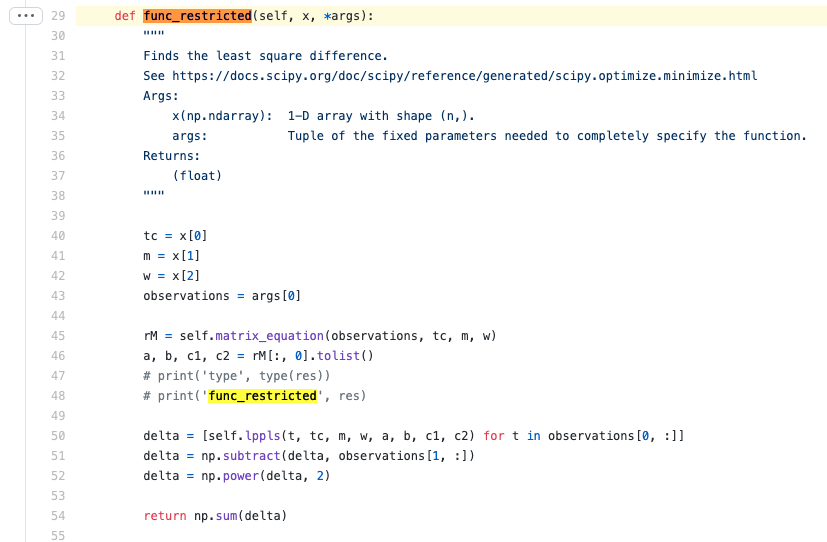 ... 29 def func_restricted(self, x, *args):
30 """
31 Finds the least square difference.
32 See https://docs.scipy.org/doc/scipy/reference/generated/scipy.optimize.minimize.html
33 Args:
34 x(np.ndarray): 1-D array with shape (n,).
35 args: Tuple of the fixed parameters needed to completely specify the function.
36 Returns:
37 (float)
38 """
39
40 tc = x[0]
41 m = x[1]
42 w = x[2]
43 observations = args[0]
44
45 rM = self.matrix_equation(observations, tc, m, w)
46 a, b, c1, c2 = rM[:, 0].tolist()
47 # print('type', type(res))
48 # print('func_restricted', res)
49
50 delta = [self.lppls(t, tc, m, w, a, b, c1, c2) for t in observations[0, :]]
51 delta = np.subtract(delta, observations[1, :])
52 delta = np.power(delta, 2)
53
54 return np.sum(delta)
55